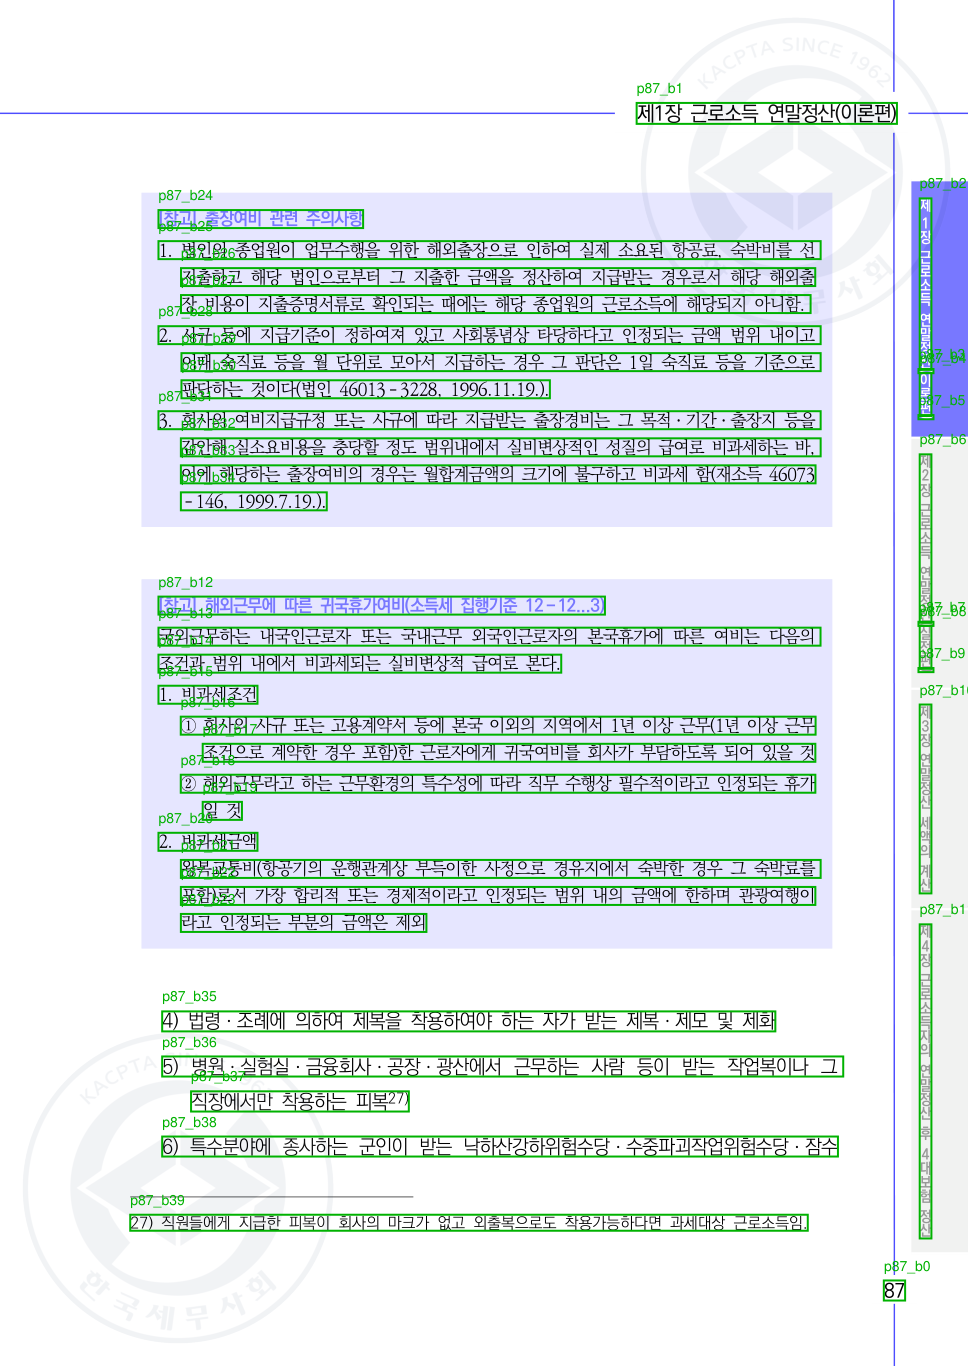 제1장 근로소득 연말정산(이론편)
[참고] 출장여비 관련 주의사항
1. 법인의 종업원이 업무수행을 위한 해외출장으로 인하여 실제 소요된 항공료, 숙박비를 선
지출하고 해당 법인으로부터 그 지출한 금액을 정산하여 지급받는 경우로서 해당 해외출
장 비용이 지출증명서류로 확인되는 때에는 해당 종업원의 근로소득에 해당되지 아니함.
2. 사규 등에 지급기준이 정하여져 있고 사회통념상 타당하다고 인정되는 금액 범위 내이고
이때 숙직료 등을 월 단위로 모아서 지급하는 경우 그 판단은 1일 숙직료 등을 기준으로
판단하는 것이다(법인 46013-3228, 1996.11.19.).
3. 회사의 여비지급규정 또는 사규에 따라 지급받는 출장경비는 그 목적·기간·출장지 등을
감안해 실소요비용을 충당할 정도 범위내에서 실비변상적인 성질의 급여로 비과세하는 바,
이에 해당하는 출장여비의 경우는 월합계금액의 크기에 불구하고 비과세 함(재소득 46073
-146, 1999.7.19.).
[참고] 해외근무에 따른 귀국휴가여비(소득세 집행기준 12-12…3)
국외근무하는 내국인근로자 또는 국내근무 외국인근로자의 본국휴가에 따른 여비는 다음의
조건과 범위 내에서 비과세되는 실비변상적 급여로 본다.
1. 비과세조건
① 회사의 사규 또는 고용계약서 등에 본국 이외의 지역에서 1년 이상 근무(1년 이상 근무
조건으로 계약한 경우 포함)한 근로자에게 귀국여비를 회사가 부담하도록 되어 있을 것
② 해외근무라고 하는 근무환경의 특수성에 따라 직무 수행상 필수적이라고 인정되는 휴가
일 것
2. 비과세금액
왕복교통비(항공기의 운행관계상 부득이한 사정으로 경유지에서 숙박한 경우 그 숙박료를
포함)로서 가장 합리적 또는 경제적이라고 인정되는 범위 내의 금액에 한하며 관광여행이
라고 인정되는 부분의 금액은 제외
4) 법령·조례에 의하여 제복을 착용하여야 하는 자가 받는 제복·제모 및 제화
5) 병원·실험실·금융회사·공장·광산에서 근무하는 사람 등이 받는 작업복이나 그
직장에서만 착용하는 피복27)
6) 특수분야에 종사하는 군인이 받는 낙하산강하위험수당·수중파괴작업위험수당·잠수
27) 직원들에게 지급한 피복이 회사의 마크가 없고 외출복으로도 착용가능하다면 과세대상 근로소득임.
제1장 근로소득 연말정산(이론편)
제2장 근로소득 연말정산(실전편)
제3장 연말정산 세액의 계산
제4장 근로소득자의 연말정산 후 4대보험 정산
87
KACPTA SINCE 1962
한국세무사회